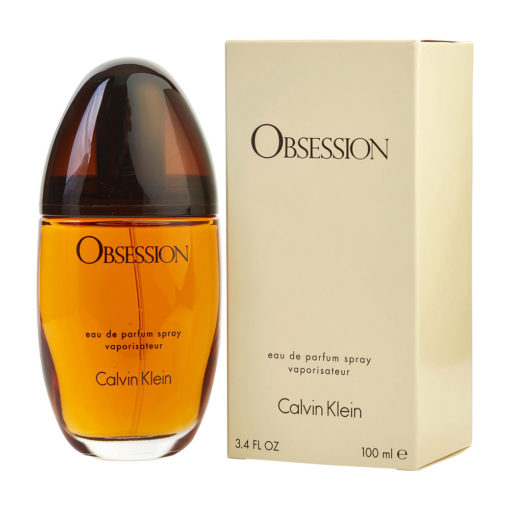 OBSESSION
eau de parfum spray
vaporisateur
Calvin Klein
OBSESSION
eau de parfum spray
vaporisateur
Calvin Klein
3.4 FL OZ 100 ml ℮